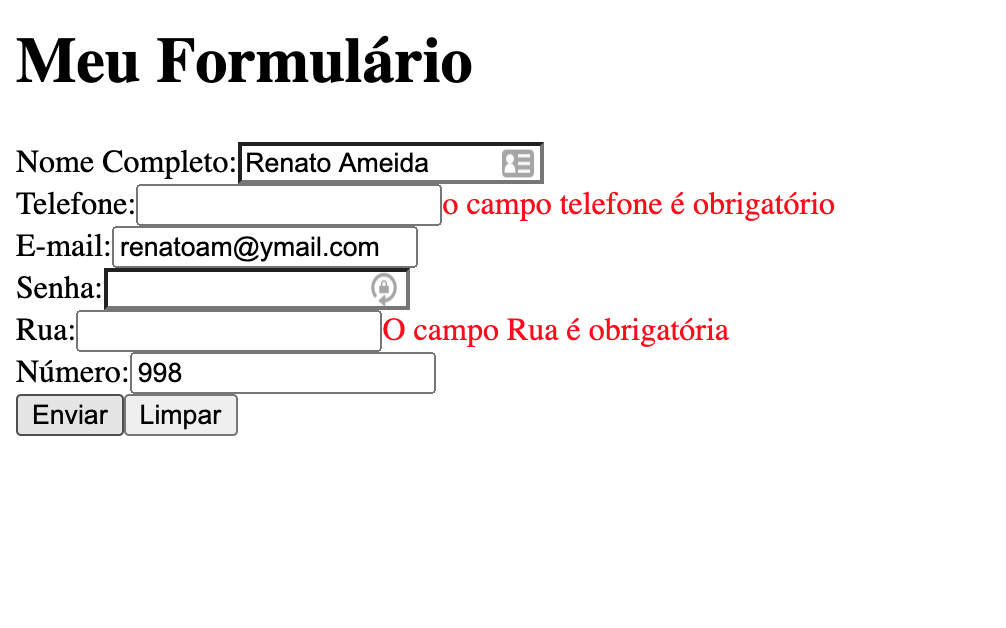 Meu Formulário
Nome Completo: Renato Ameida
Telefone: o campo telefone é obrigatório
E-mail: renatoam@ymail.com
Senha:
Rua: O campo Rua é obrigatória
Número: 998
Enviar Limpar